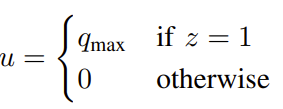 u = { q_max if z = 1
0 otherwise